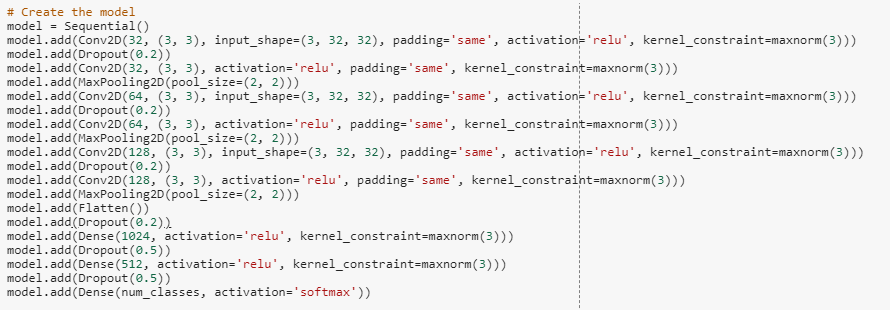 # Create the model
model = Sequential()
model.add(Conv2D(32, (3, 3), input_shape=(3, 32, 32), padding='same', activation='relu', kernel_constraint=maxnorm(3)))
model.add(Dropout(0.2))
model.add(Conv2D(32, (3, 3), activation='relu', padding='same', kernel_constraint=maxnorm(3)))
model.add(MaxPooling2D(pool_size=(2, 2)))
model.add(Conv2D(64, (3, 3), input_shape=(3, 32, 32), padding='same', activation='relu', kernel_constraint=maxnorm(3)))
model.add(Dropout(0.2))
model.add(Conv2D(64, (3, 3), activation='relu', padding='same', kernel_constraint=maxnorm(3)))
model.add(MaxPooling2D(pool_size=(2, 2)))
model.add(Conv2D(128, (3, 3), input_shape=(3, 32, 32), padding='same', activation='relu', kernel_constraint=maxnorm(3)))
model.add(Dropout(0.2))
model.add(Conv2D(128, (3, 3), activation='relu', padding='same', kernel_constraint=maxnorm(3)))
model.add(MaxPooling2D(pool_size=(2, 2)))
model.add(Flatten())
model.add(Dropout(0.2))
model.add(Dense(1024, activation='relu', kernel_constraint=maxnorm(3)))
model.add(Dropout(0.5))
model.add(Dense(512, activation='relu', kernel_constraint=maxnorm(3)))
model.add(Dropout(0.5))
model.add(Dense(num_classes, activation='softmax'))